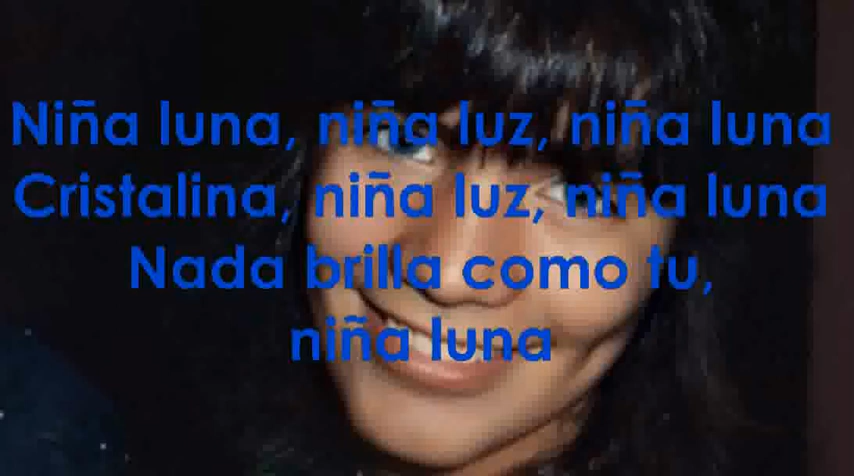 Niña luna, niña luz, niña luna
Cristalina, niña luz, niña luna
Nada brilla como tu,
niña luna